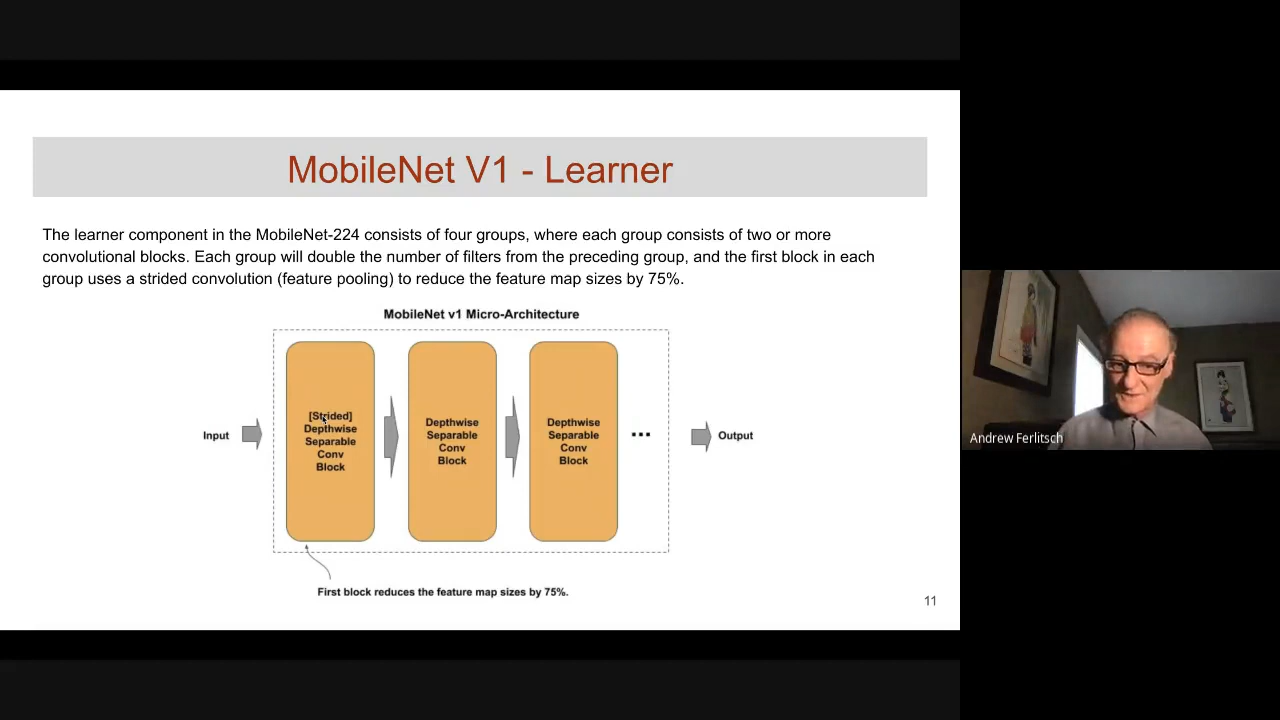 MobileNet V1 - Learner
The learner component in the MobileNet-224 consists of four groups, where each group consists of two or more
convolutional blocks. Each group will double the number of filters from the preceding group, and the first block in each
group uses a strided convolution (feature pooling) to reduce the feature map sizes by 75%.
MobileNet v1 Micro-Architecture
Input
[Strided]
Depthwise
Separable
Conv
Block
Depthwise
Separable
Conv
Block
Depthwise
Separable
Conv
Block
...
Output
First block reduces the feature map sizes by 75%.
11
Andrew Ferlitsch